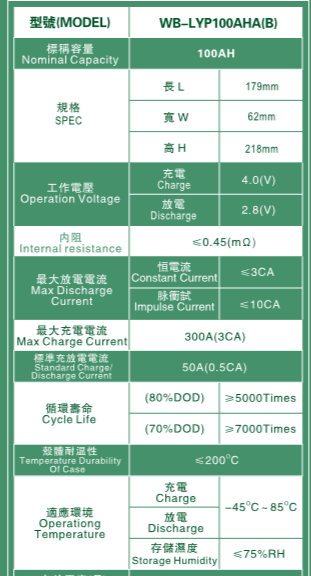 型號(MODEL) WB-LYP100AHA(B)
標稱容量 100AH
Nominal Capacity
規格
SPEC
長 L 179mm
寬 W 62mm
高 H 218mm
工作電壓
Operation Voltage
充電 4.0(V)
Charge
放電 2.8(V)
Discharge
内阻 ≤0.45(mΩ)
Internal resistance
最大放電電流
Max Discharge
Current
恒電流 ≤3CA
Constant Current
脉衝試 ≤10CA
Impulse Current
最大充電電流 300A(3CA)
Max Charge Current
標準充放電電流 50A(0.5CA)
Standard Charge/
Discharge Current
循環壽命
Cycle Life
(80%DOD) ≥5000Times
(70%DOD) ≥7000Times
殼體耐温性 ≤200°C
Temperature Durability
Of Case
適應環境
Operationg
Temperature
充電
Charge
-45°C ~ 85°C
放電
Discharge
存儲濕度 ≤75%RH
Storage Humidity